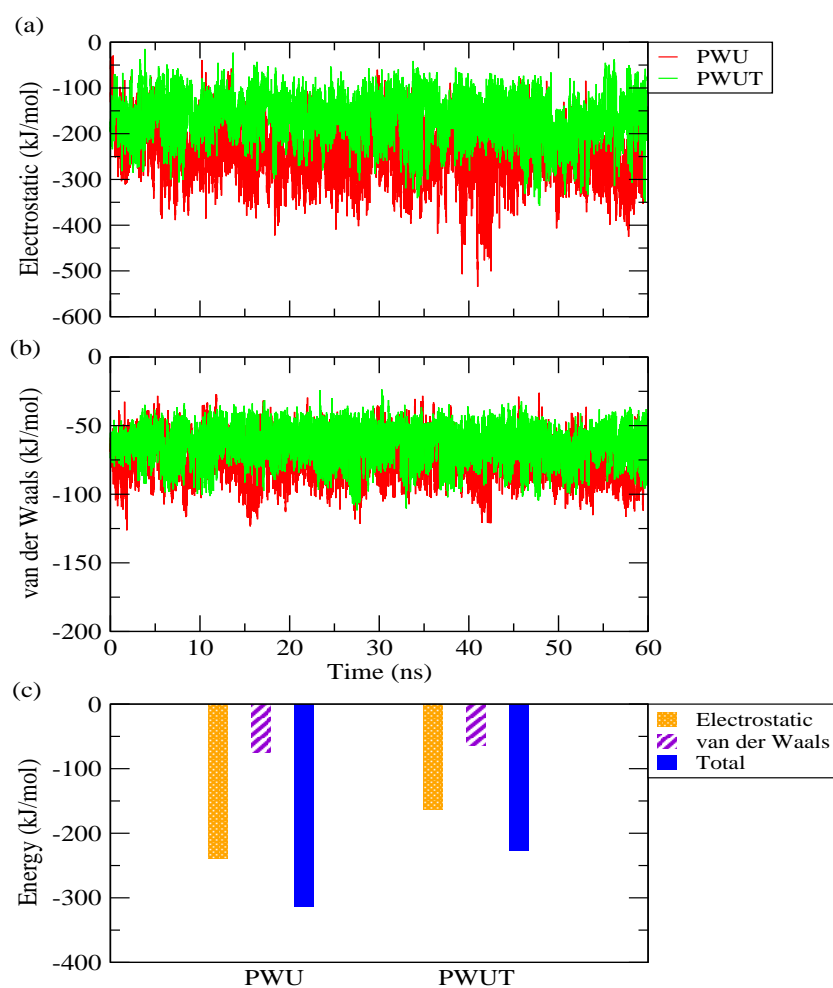 (a)
0
-100
-200
-300
-400
-500
-600
Electrostatic (kJ/mol)
PWU
PWUT
(b)
0
-50
-100
-150
-200
van der Waals (kJ/mol)
0 10 20 30 40 50 60
Time (ns)
(c)
0
-100
-200
-300
-400
Energy (kJ/mol)
Electrostatic
van der Waals
Total
PWU PWUT